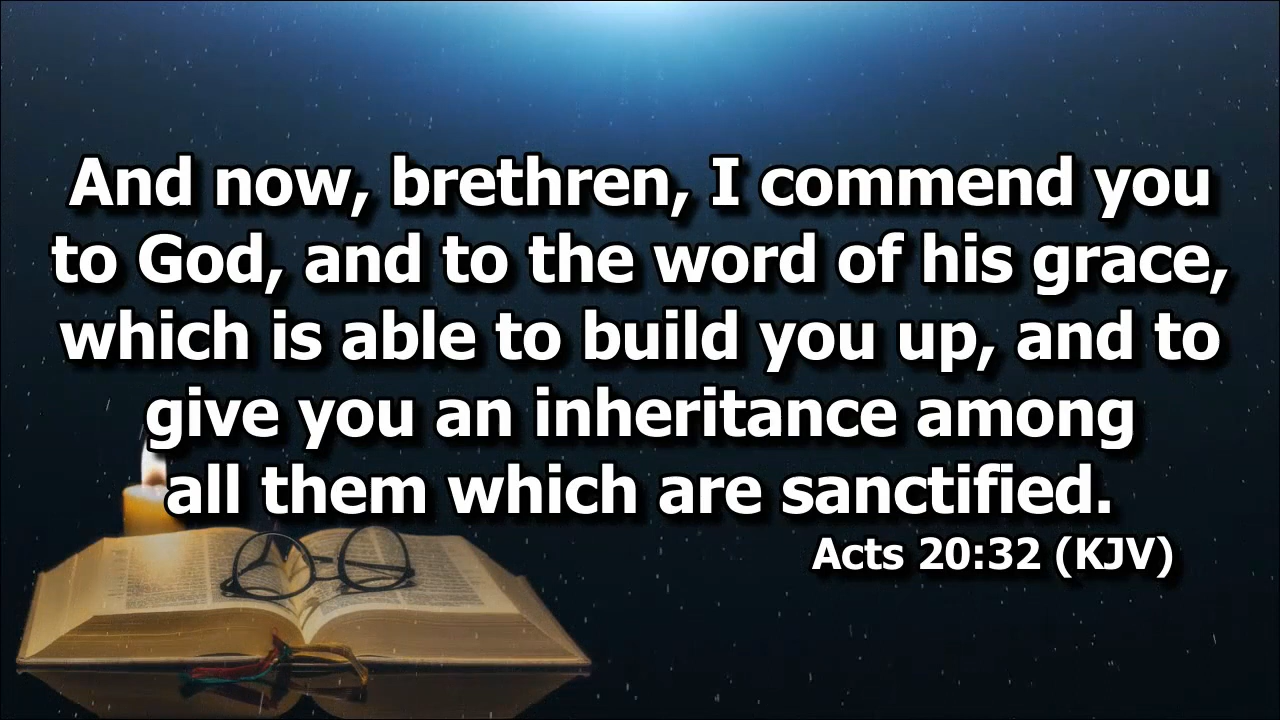 And now, brethren, I commend you
to God, and to the word of his grace,
which is able to build you up, and to
give you an inheritance among
all them which are sanctified.
Acts 20:32 (KJV)